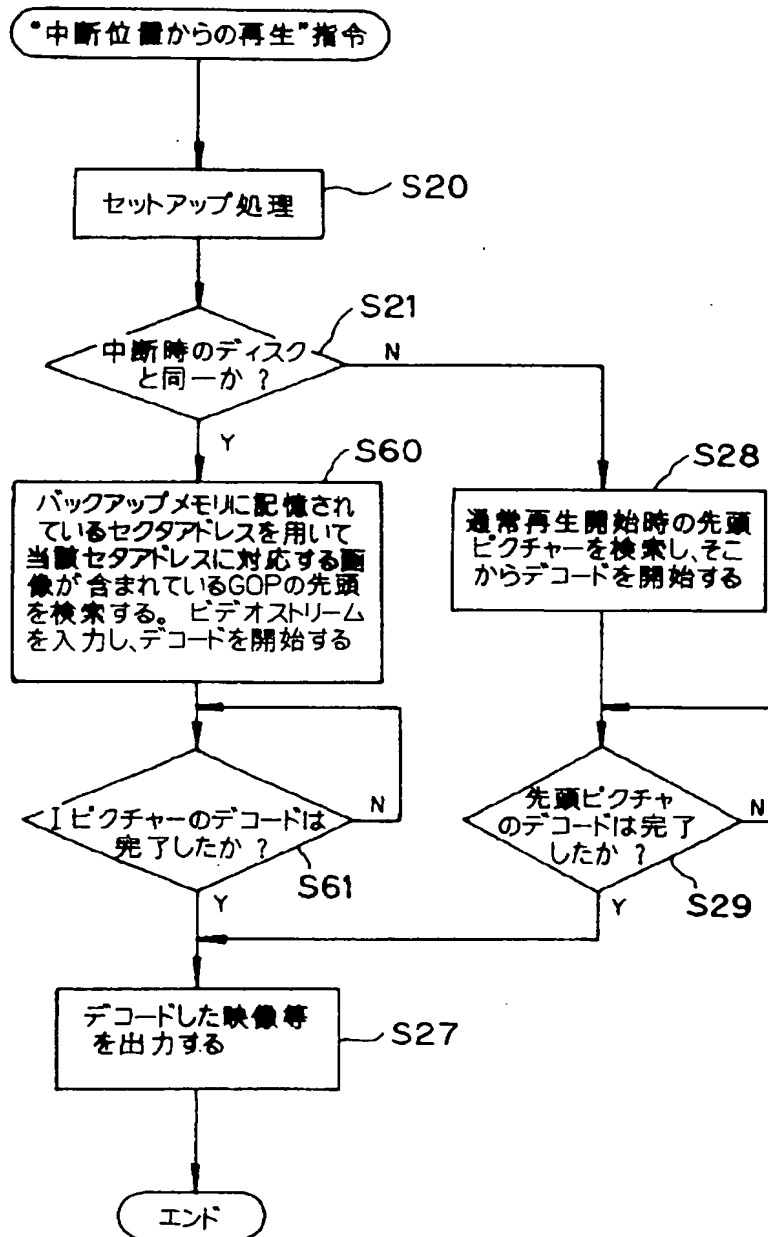 “中断位置からの再生”指令
セットアップ処理
S20
中断時のディスク
と同一か？
S21
N
Y
S60
バックアップメモリに記憶され
ているセクタアドレスを用いて
当該セタアドレスに対応する画
像が含まれているGOPの先頭
を検索する。 ビデオストリーム
を入力し、デコードを開始する
S28
通常再生開始時の先頭
ピクチャーを検索し、そこ
からデコードを開始する
Iピクチャーのデコードは
完了したか？
N
S61
Y
先頭ピクチャ
のデコードは完了
したか？
N
S29
Y
デコードした映像等
を出力する
S27
エンド